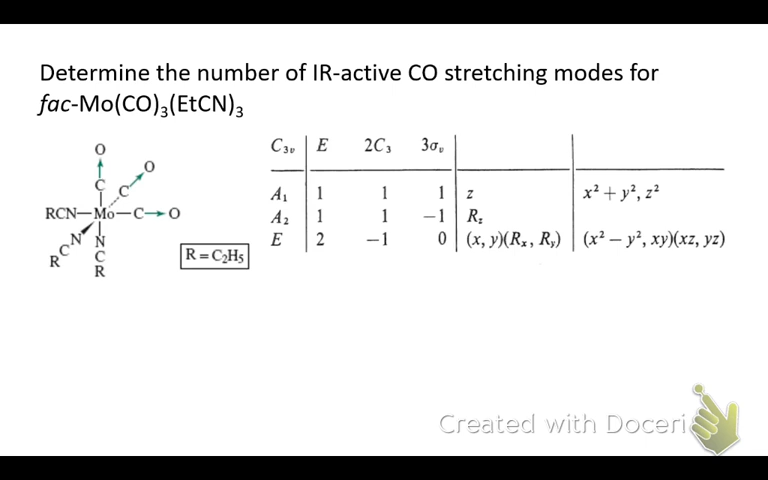 Determine the number of IR-active CO stretching modes for
fac-Mo(CO)₃(EtCN)₃
O
O
C
C
RCN—Mo—C→O
N
N
C
C
R
R
R = C₂H₅
C₃ᵥ E 2C₃ 3σᵥ
A₁ 1 1 1 z x² + y², z²
A₂ 1 1 −1 R_z
E 2 −1 0 (x, y)(Rₓ, R_y) (x² − y², xy)(xz, yz)
Created with Doceri